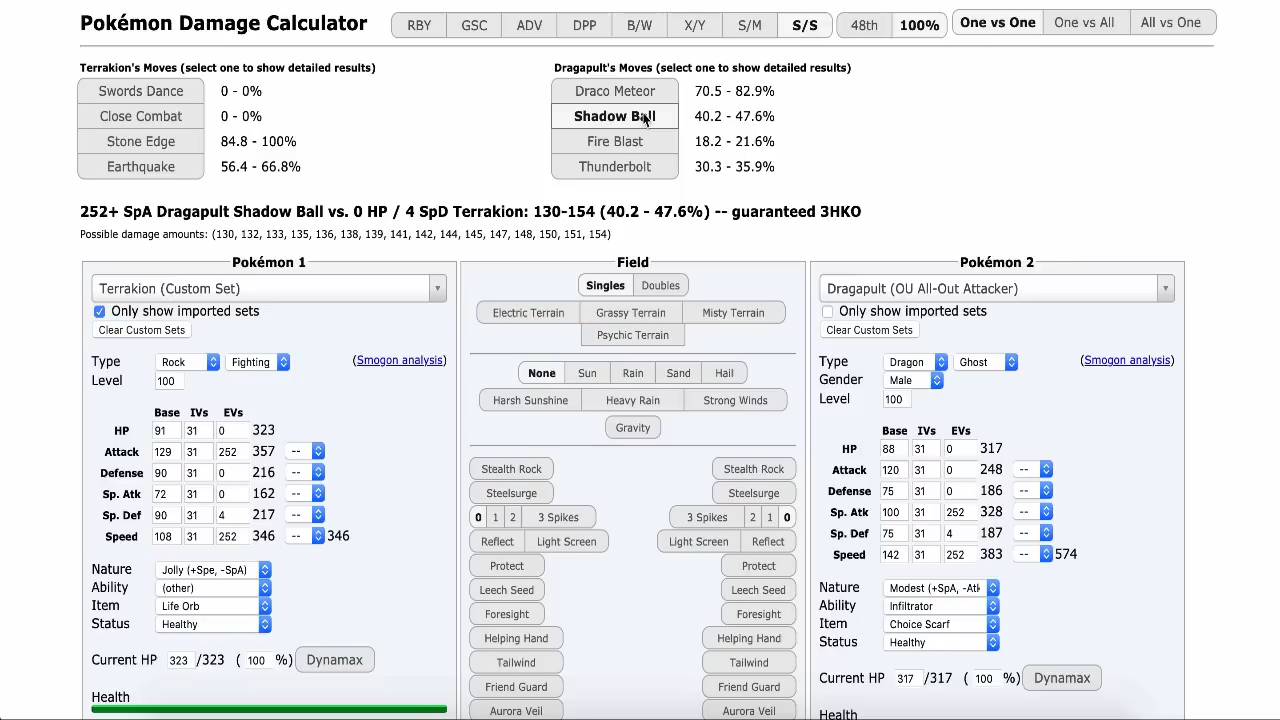 Pokémon Damage Calculator RBY GSC ADV DPP B/W X/Y S/M S/S 48th 100% One vs One One vs All All vs One
Terrakion's Moves (select one to show detailed results)
Swords Dance 0 - 0%
Close Combat 0 - 0%
Stone Edge 84.8 - 100%
Earthquake 56.4 - 66.8%
Dragapult's Moves (select one to show detailed results)
Draco Meteor 70.5 - 82.9%
Shadow Ball 40.2 - 47.6%
Fire Blast 18.2 - 21.6%
Thunderbolt 30.3 - 35.9%
252+ SpA Dragapult Shadow Ball vs. 0 HP / 4 SpD Terrakion: 130-154 (40.2 - 47.6%) -- guaranteed 3HKO
Possible damage amounts: (130, 132, 133, 135, 136, 138, 139, 141, 142, 144, 145, 147, 148, 150, 151, 154)
Pokémon 1
Terrakion (Custom Set)
Only show imported sets
Clear Custom Sets
Type Rock Fighting (Smogon analysis)
Level 100
Base IVs EVs
HP 91 31 0 323
Attack 129 31 252 357 --
Defense 90 31 0 216 --
Sp. Atk 72 31 0 162 --
Sp. Def 90 31 4 217 --
Speed 108 31 252 346 -- 346
Nature Jolly (+Spe, -SpA)
Ability (other)
Item Life Orb
Status Healthy
Current HP 323 /323 ( 100 %) Dynamax
Health
Field
Singles Doubles
Electric Terrain Grassy Terrain Misty Terrain
Psychic Terrain
None Sun Rain Sand Hail
Harsh Sunshine Heavy Rain Strong Winds
Gravity
Stealth Rock Stealth Rock
Steelsurge Steelsurge
0 1 2 3 Spikes 3 Spikes 2 1 0
Reflect Light Screen Light Screen Reflect
Protect Protect
Leech Seed Leech Seed
Foresight Foresight
Helping Hand Helping Hand
Tailwind Tailwind
Friend Guard Friend Guard
Aurora Veil Aurora Veil
Pokémon 2
Dragapult (OU All-Out Attacker)
Only show imported sets
Clear Custom Sets
Type Dragon Ghost (Smogon analysis)
Gender Male
Level 100
Base IVs EVs
HP 88 31 0 317
Attack 120 31 0 248 --
Defense 75 31 0 186 --
Sp. Atk 100 31 252 328 --
Sp. Def 75 31 4 187 --
Speed 142 31 252 383 -- 574
Nature Modest (+SpA, -Atk
Ability Infiltrator
Item Choice Scarf
Status Healthy
Current HP 317 /317 ( 100 %) Dynamax
Health